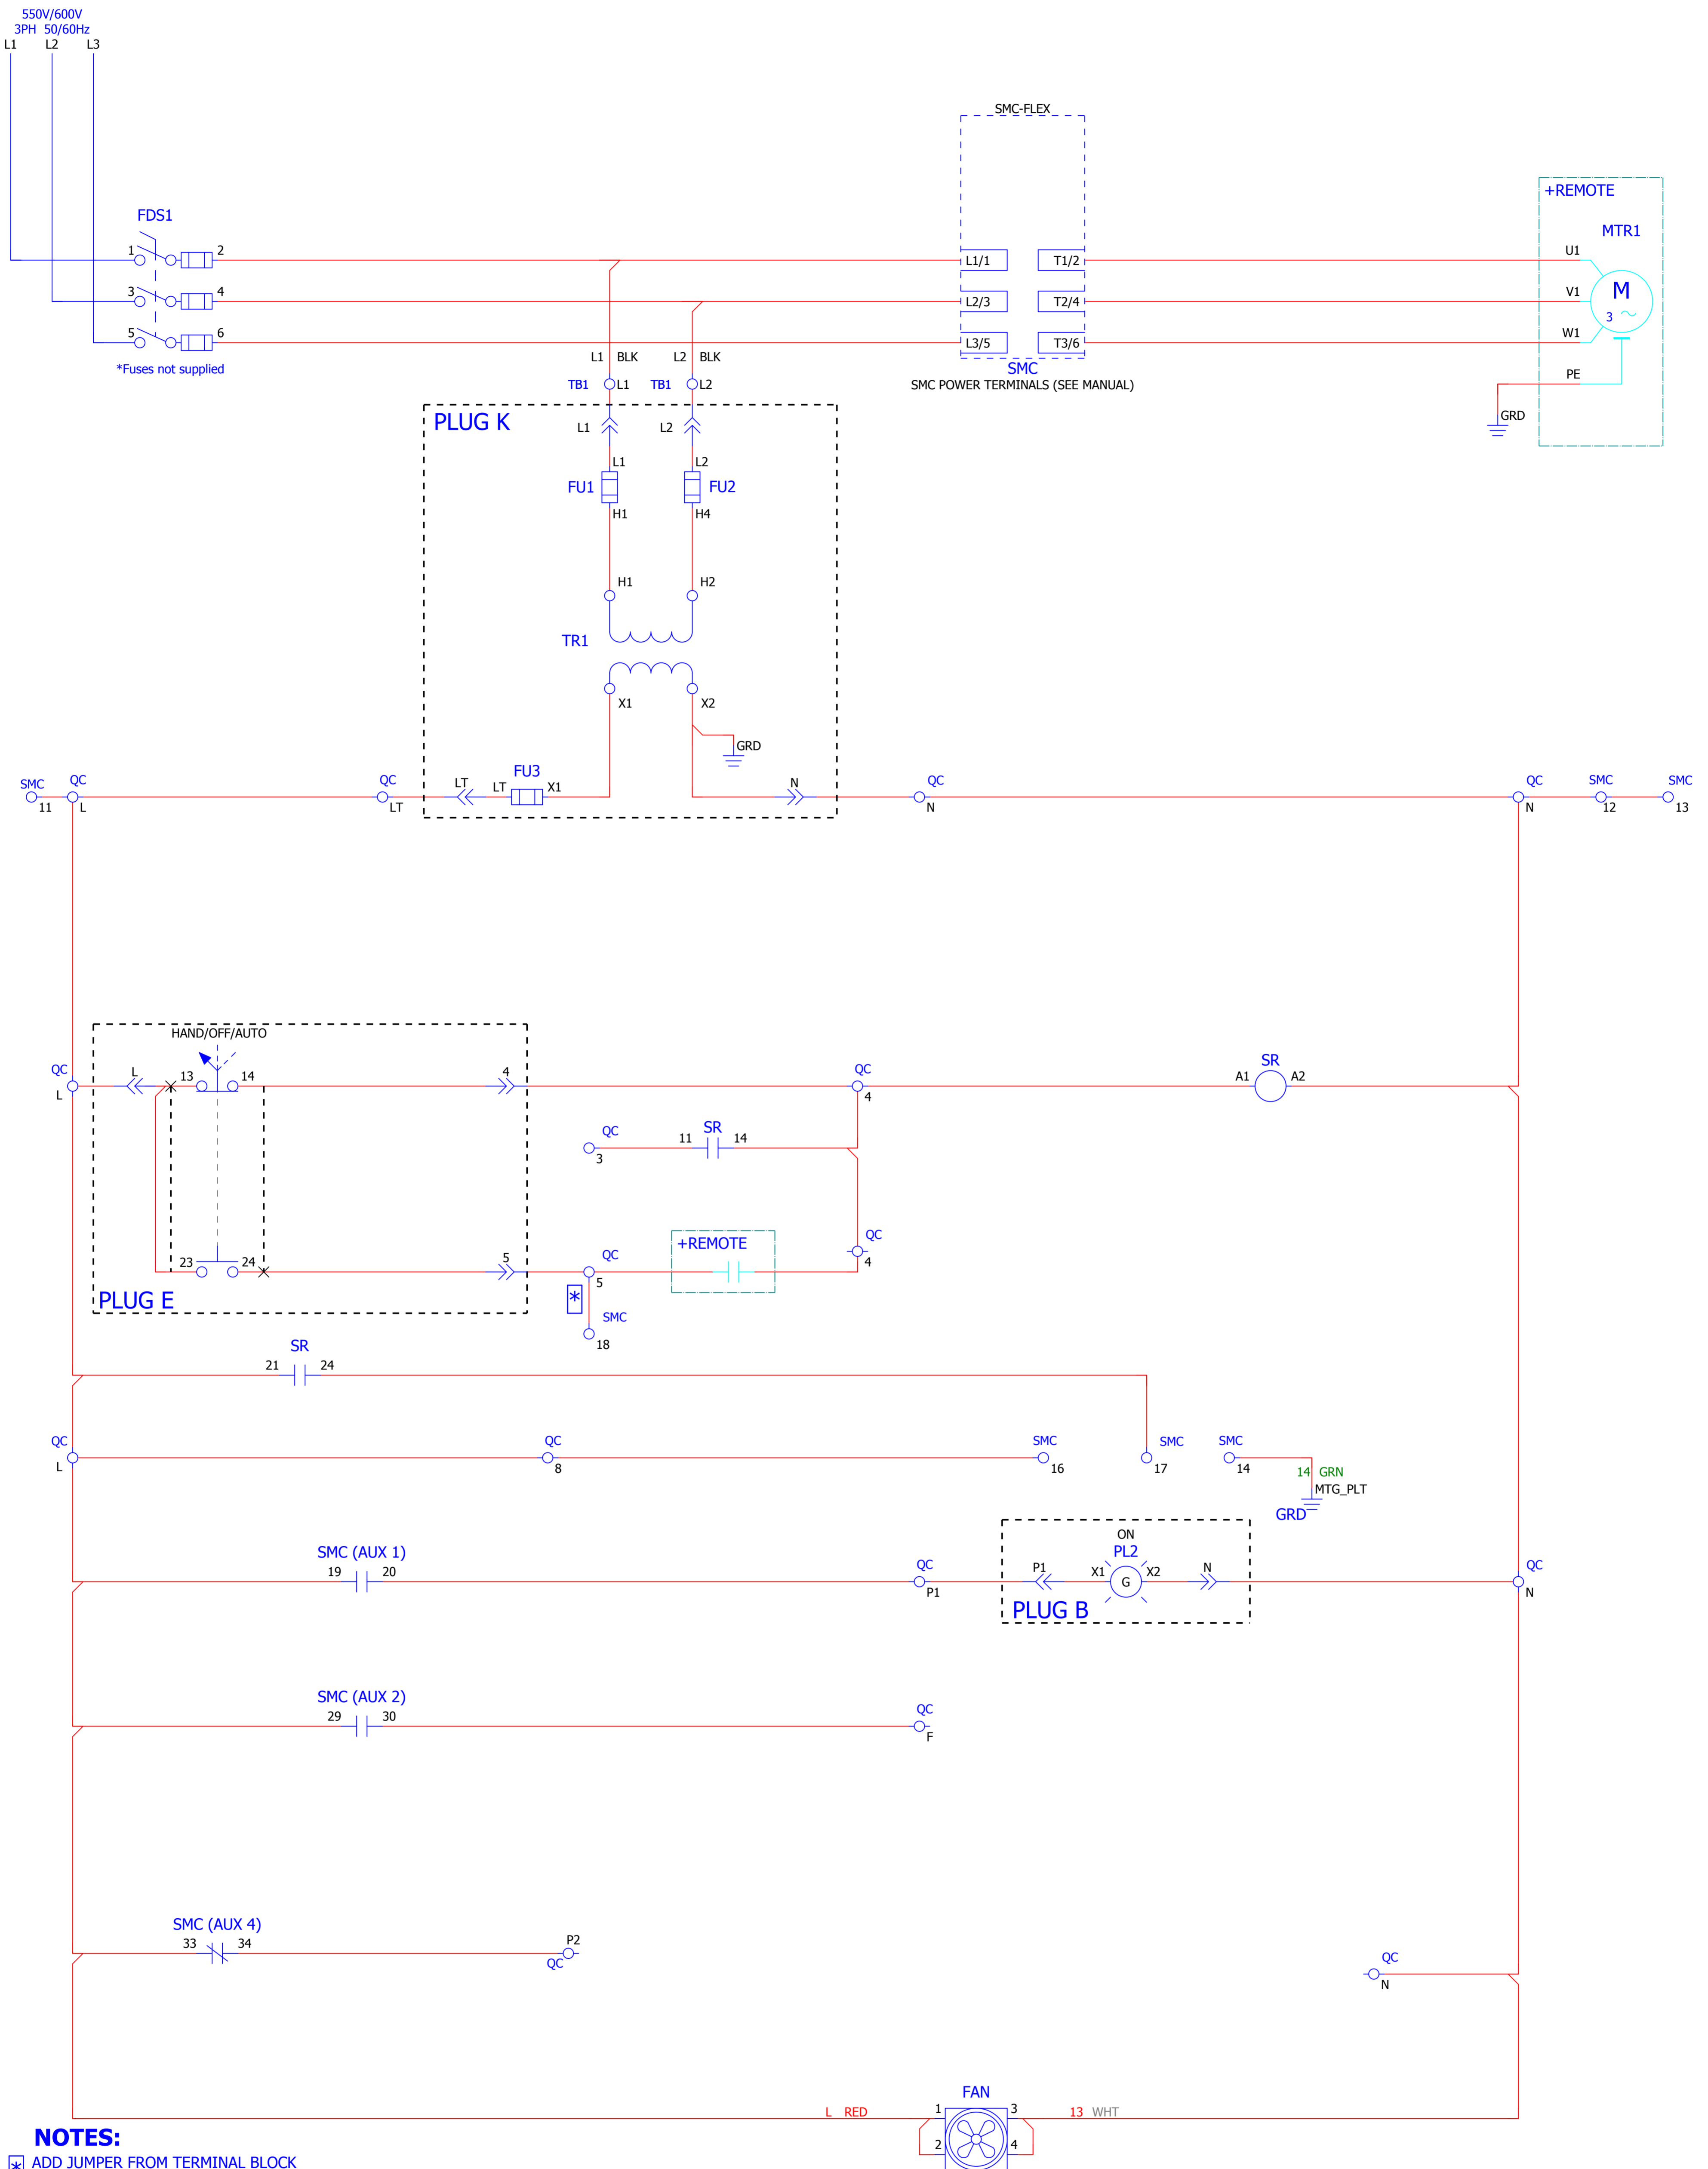 550V/600V
3PH 50/60Hz
L1 L2 L3
SMC-FLEX
+REMOTE
FDS1
MTR1
1 2 L1/1 T1/2 U1
3 4 L2/3 T2/4 V1
M
3
5 6 L3/5 T3/6 W1
*Fuses not supplied
L1 BLK L2 BLK
SMC
SMC POWER TERMINALS (SEE MANUAL)
PE
TB1 L1 TB1 L2
GRD
PLUG K
L1 L2
L1 L2
FU1 FU2
H1 H4
H1 H2
TR1
X1 X2
GRD
SMC QC QC LT LT FU3 X1 N QC QC SMC SMC
11 L LT N N 12 13
HAND/OFF/AUTO
QC L 13 14 4 QC SR
A1 A2
L 4
QC 11 SR 14
3
+REMOTE QC
23 24 5 QC
5 4
PLUG E
*
SMC
18
SR
21 24
QC QC SMC SMC SMC
L 8 16 17 14
14 GRN
MTG_PLT
GRD
ON
SMC (AUX 1) PL2
19 20 QC P1 X1 G X2 N QC
P1 N
PLUG B
SMC (AUX 2)
29 30 QC
F
SMC (AUX 4)
33 34 P2
QC
QC
N
FAN
L RED 1 3 13 WHT
2 4
NOTES:
* ADD JUMPER FROM TERMINAL BLOCK